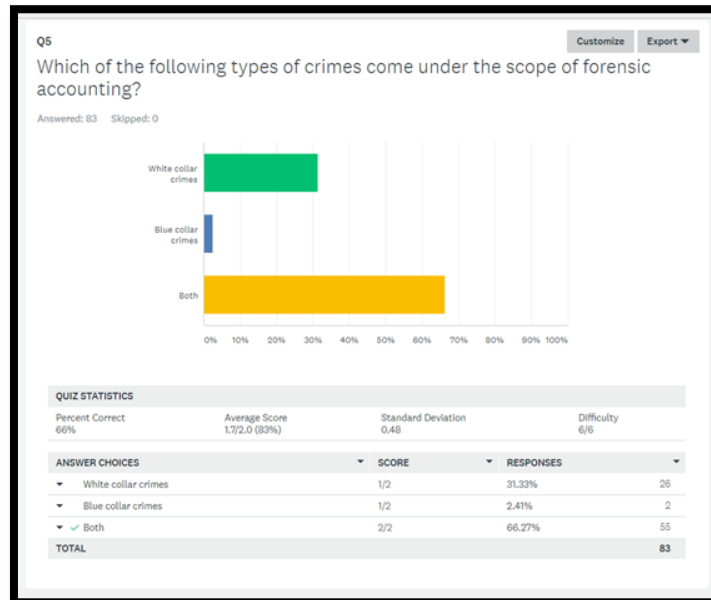 Q5
Customize
Export
Which of the following types of crimes come under the scope of forensic
accounting?
Answered: 83 Skipped: 0
White collar
crimes
Blue collar
crimes
Both
0% 10% 20% 30% 40% 50% 60% 70% 80% 90% 100%
QUIZ STATISTICS
Percent Correct Average Score Standard Deviation Difficulty
66% 1.7/2.0 (83%) 0.48 6/6
ANSWER CHOICES SCORE RESPONSES
White collar crimes 1/2 31.33% 26
Blue collar crimes 1/2 2.41% 2
Both 2/2 66.27% 55
TOTAL 83